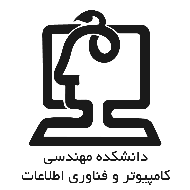 دانشکده مهندسی
کامپیوتر و فناوری اطلاعات